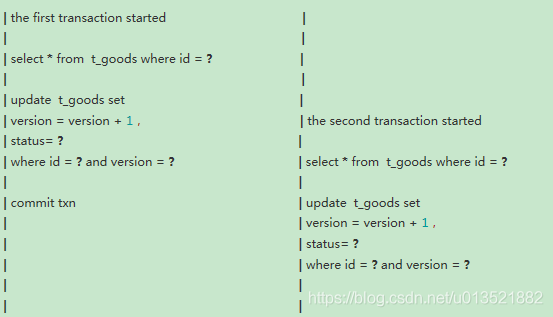 | the first transaction started |
| |
| select * from t_goods where id = ? |
| |
| update t_goods set |
| version = version + 1 , | the second transaction started
| status= ? |
| where id = ? and version = ? | select * from t_goods where id = ?
| |
| commit txn | update t_goods set
| | version = version + 1 ,
| | status= ?
| | where id = ? and version = ?
| |
| |
https://blog.csdn.net/u013521882